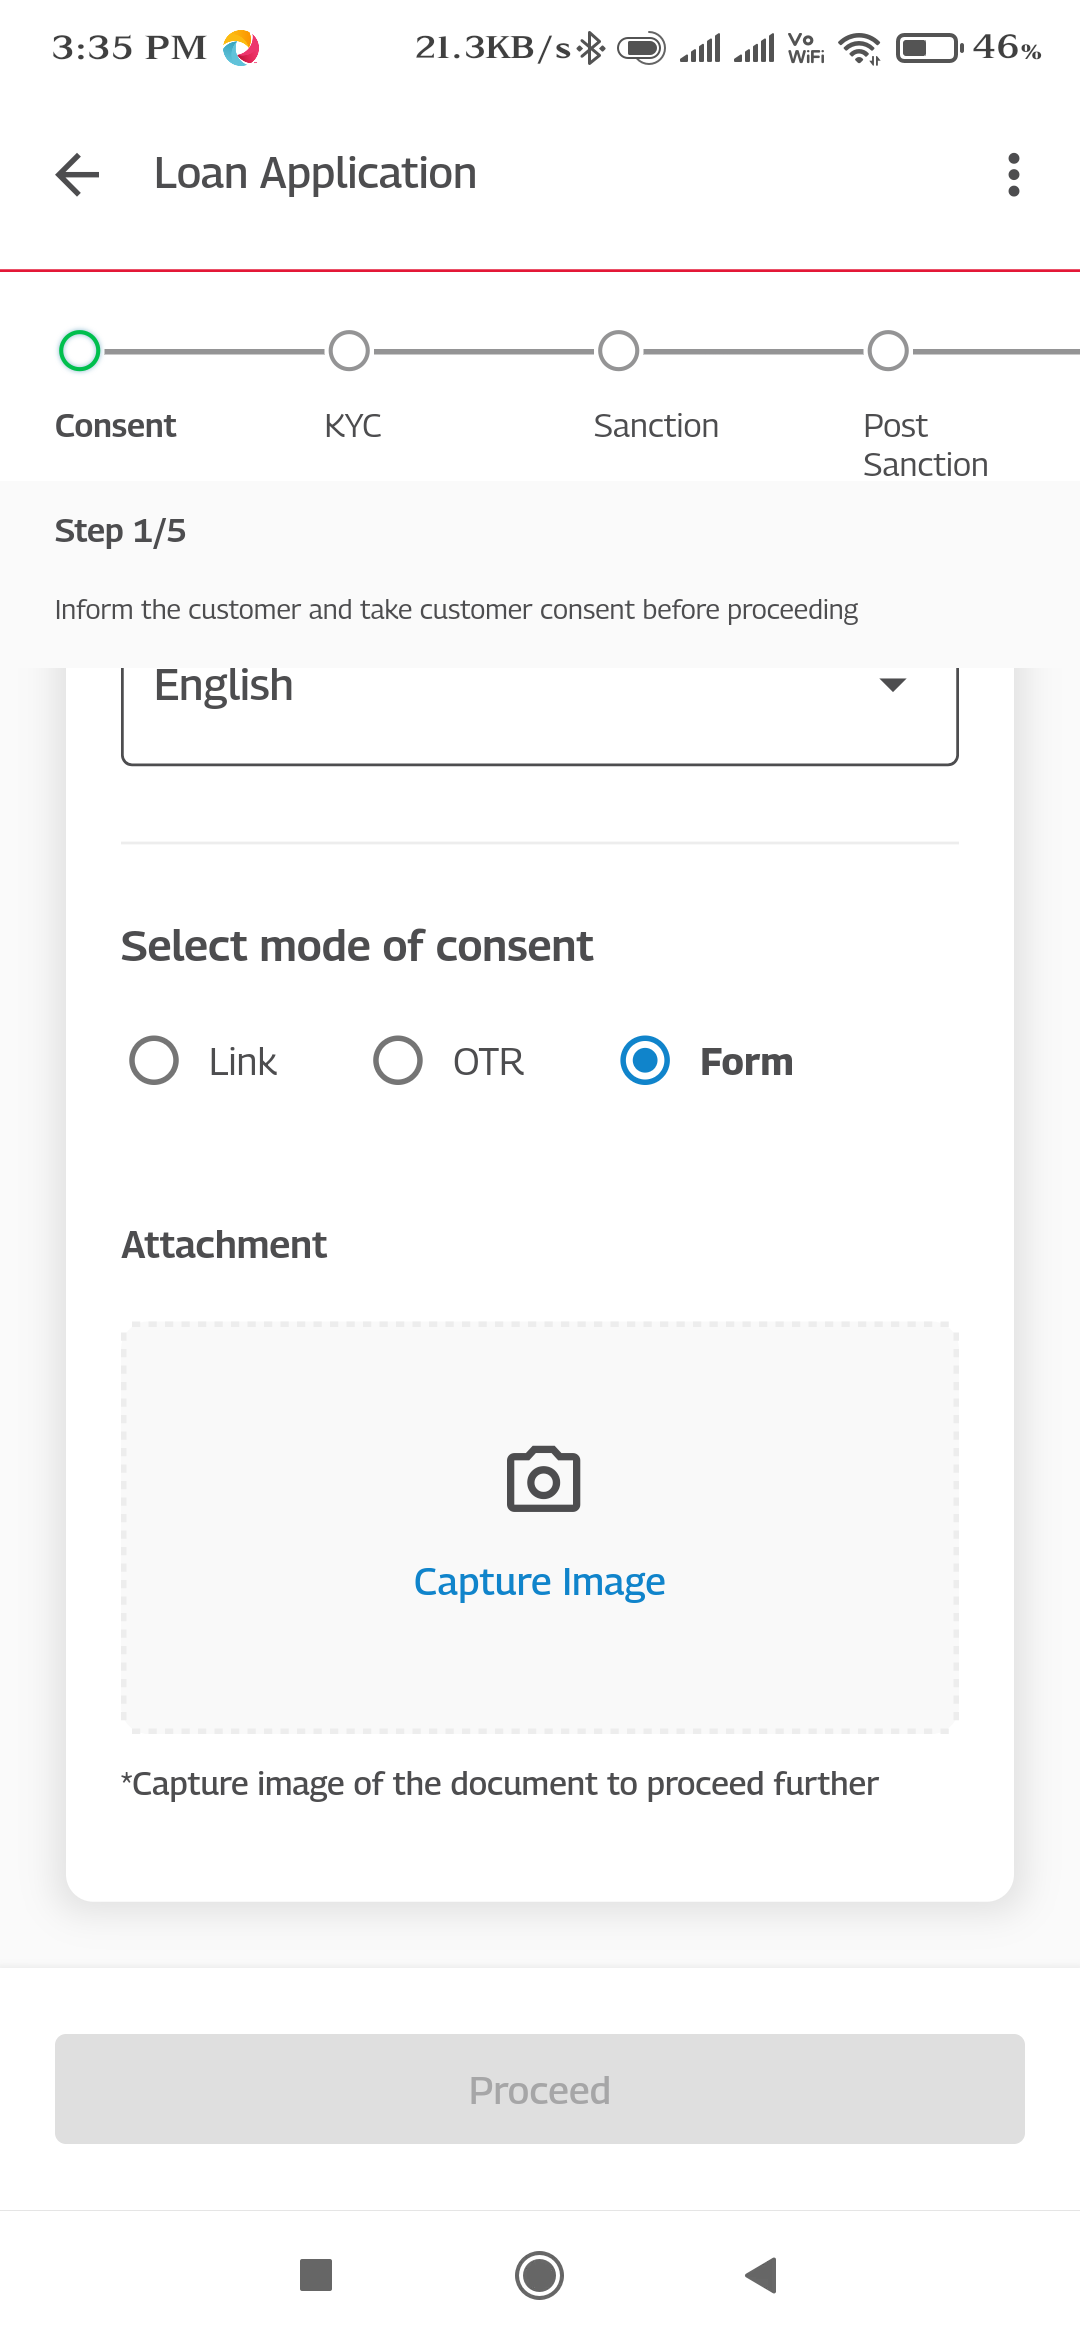 3:35 PM 21.3KB/s Vo WiFi 46%
Loan Application
Consent KYC Sanction Post Sanction
Step 1/5
Inform the customer and take customer consent before proceeding
English
Select mode of consent
Link OTR Form
Attachment
Capture Image
*Capture image of the document to proceed further
Proceed